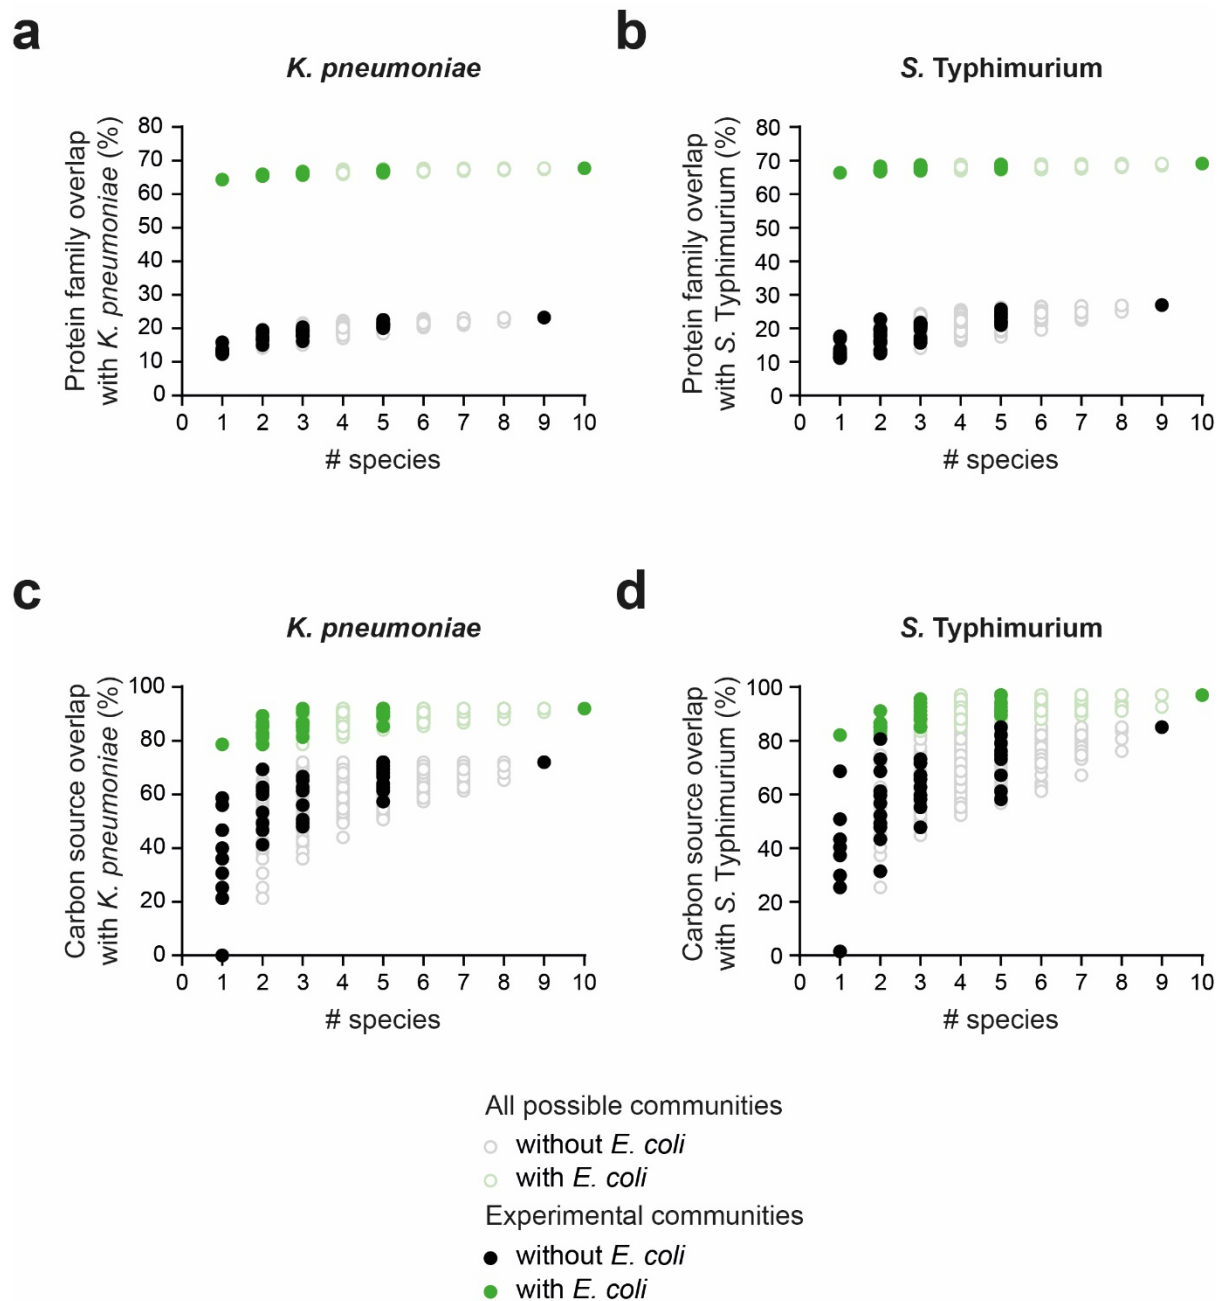 a
K. pneumoniae
Protein family overlap
with K. pneumoniae (%)
80
70
60
50
40
30
20
10
0
0 1 2 3 4 5 6 7 8 9 10
# species
b
S. Typhimurium
Protein family overlap
with S. Typhimurium (%)
80
70
60
50
40
30
20
10
0
0 1 2 3 4 5 6 7 8 9 10
# species
c
K. pneumoniae
Carbon source overlap
with K. pneumoniae (%)
100
80
60
40
20
0
0 1 2 3 4 5 6 7 8 9 10
# species
d
S. Typhimurium
Carbon source overlap
with S. Typhimurium (%)
100
80
60
40
20
0
0 1 2 3 4 5 6 7 8 9 10
# species
All possible communities
without E. coli
with E. coli
Experimental communities
without E. coli
with E. coli